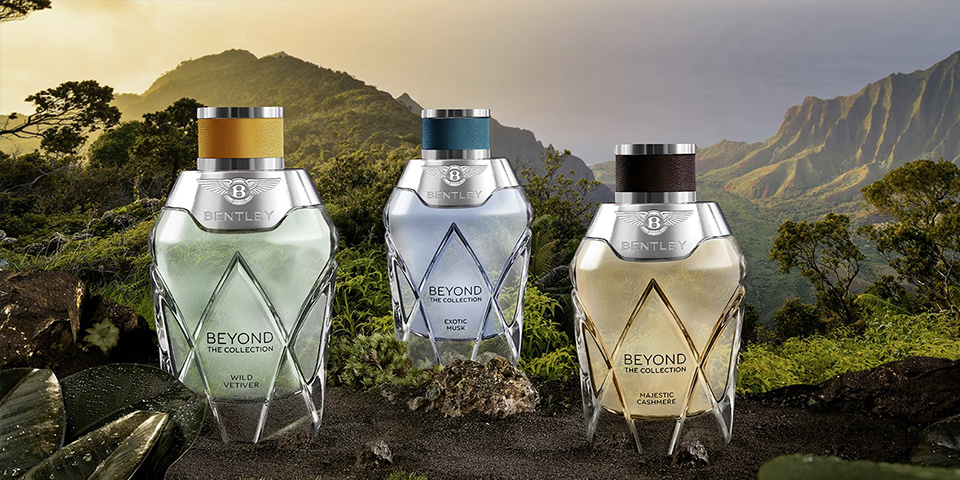 B
BENTLEY
BEYOND
THE COLLECTION
WILD
VETIVER
B
BENTLEY
BEYOND
THE COLLECTION
EXOTIC
MUSK
B
BENTLEY
BEYOND
THE COLLECTION
MAJESTIC
CASHMERE